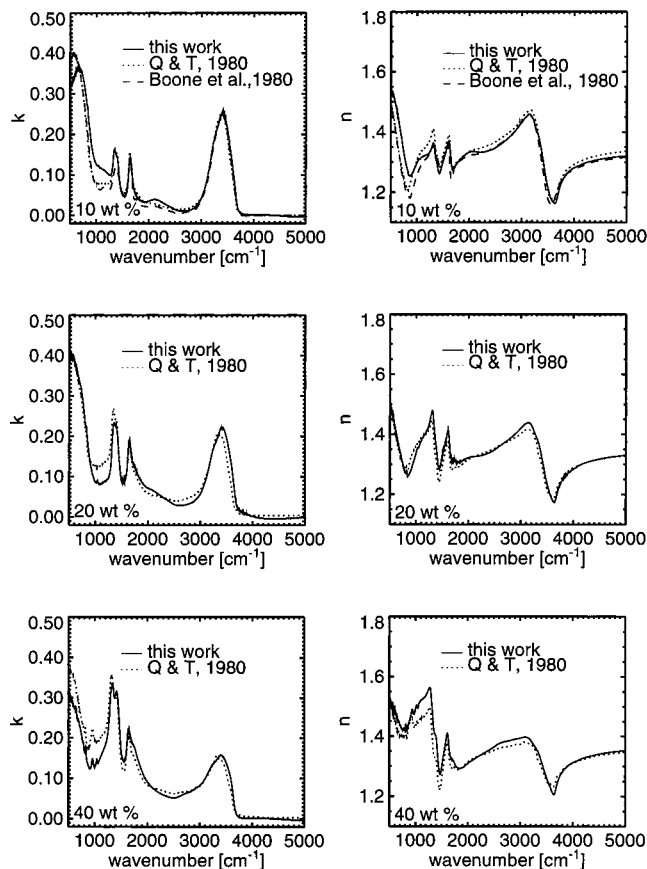 0.50
0.40
0.30
0.20
0.10
0.00
k
this work
Q & T, 1980
Boone et al.,1980
10 wt %
1000 2000 3000 4000 5000
wavenumber [cm-1]
1.8
1.6
1.4
1.2
n
this work
Q & T, 1980
Boone et al., 1980
10 wt %
1000 2000 3000 4000 5000
wavenumber [cm-1]
0.50
0.40
0.30
0.20
0.10
0.00
k
this work
Q & T, 1980
20 wt %
1000 2000 3000 4000 5000
wavenumber [cm-1]
1.8
1.6
1.4
1.2
n
this work
Q & T, 1980
20 wt %
1000 2000 3000 4000 5000
wavenumber [cm-1]
0.50
0.40
0.30
0.20
0.10
0.00
k
this work
Q & T, 1980
40 wt %
1000 2000 3000 4000 5000
wavenumber [cm-1]
1.8
1.6
1.4
1.2
n
this work
Q & T, 1980
40 wt %
1000 2000 3000 4000 5000
wavenumber [cm-1]